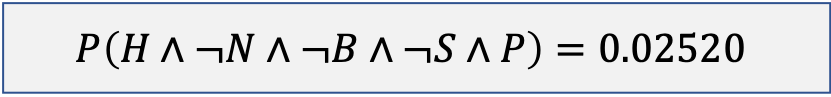 P(H ∧ ¬N ∧ ¬B ∧ ¬S ∧ P) = 0.02520